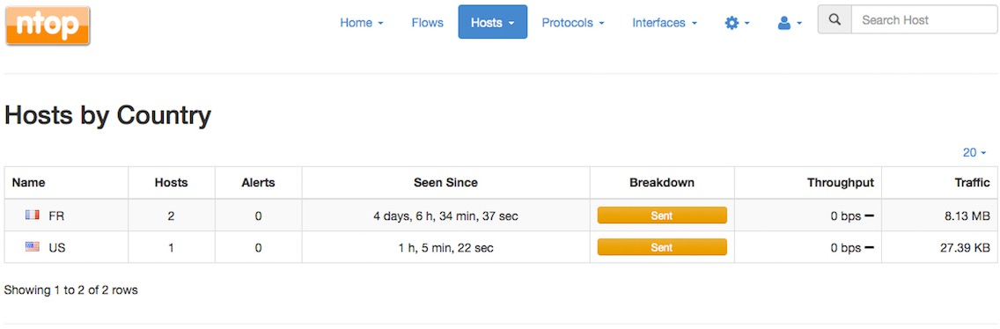 ntop Home Flows Hosts Protocols Interfaces Search Host
Hosts by Country
20
Name Hosts Alerts Seen Since Breakdown Throughput Traffic
FR 2 0 4 days, 6 h, 34 min, 37 sec Sent 0 bps — 8.13 MB
US 1 0 1 h, 5 min, 22 sec Sent 0 bps — 27.39 KB
Showing 1 to 2 of 2 rows